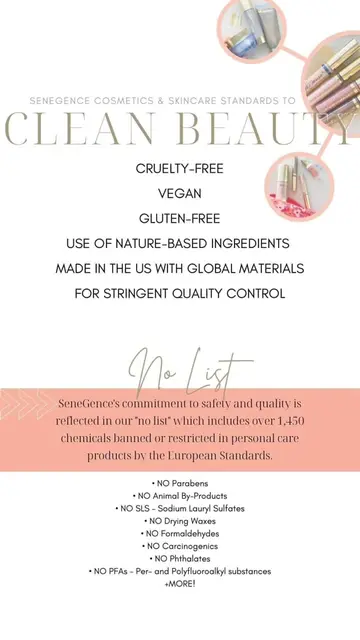 SENEGENCE COSMETICS & SKINCARE STANDARDS TO
CLEAN BEAUTY
CRUELTY-FREE
VEGAN
GLUTEN-FREE
USE OF NATURE-BASED INGREDIENTS
MADE IN THE US WITH GLOBAL MATERIALS
FOR STRINGENT QUALITY CONTROL
No List
SeneGence's commitment to safety and quality is
reflected in our "no list" which includes over 1,450
chemicals banned or restricted in personal care
products by the European Standards.
• NO Parabens
• NO Animal By-Products
• NO SLS - Sodium Lauryl Sulfates
• NO Drying Waxes
• NO Formaldehydes
• NO Carcinogenics
• NO Phthalates
• NO PFAs - Per- and Polyfluoroalkyl substances
+MORE!